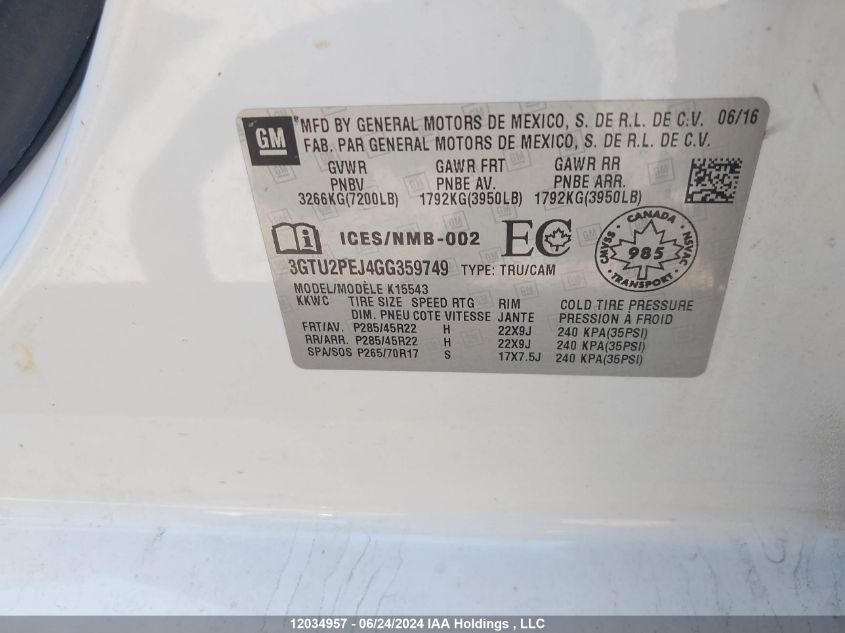 GM ® MFD BY GENERAL MOTORS DE MEXICO, S. DE R.L. DE C.V. 06/16
FAB. PAR GENERAL MOTORS DE MEXICO, S. DE R.L. DE C.V.
GVWR GAWR FRT GAWR RR
PNBV PNBE AV. PNBE ARR.
3266KG(7200LB) 1792KG(3950LB) 1792KG(3950LB)
ICES/NMB-002 EC
CANADA CMVSS 985 NSVAC TRANSPORT
3GTU2PEJ4GG359749 TYPE: TRU/CAM
MODEL/MODÈLE K15543
KKWC TIRE SIZE SPEED RTG RIM COLD TIRE PRESSURE
DIM. PNEU COTE VITESSE JANTE PRESSION À FROID
FRT/AV. P285/45R22 H 22X9J 240 KPA(35PSI)
RR/ARR. P285/45R22 H 22X9J 240 KPA(35PSI)
SPA/SOS P265/70R17 S 17X7.5J 240 KPA(35PSI)
12034957 - 06/24/2024 IAA Holdings , LLC